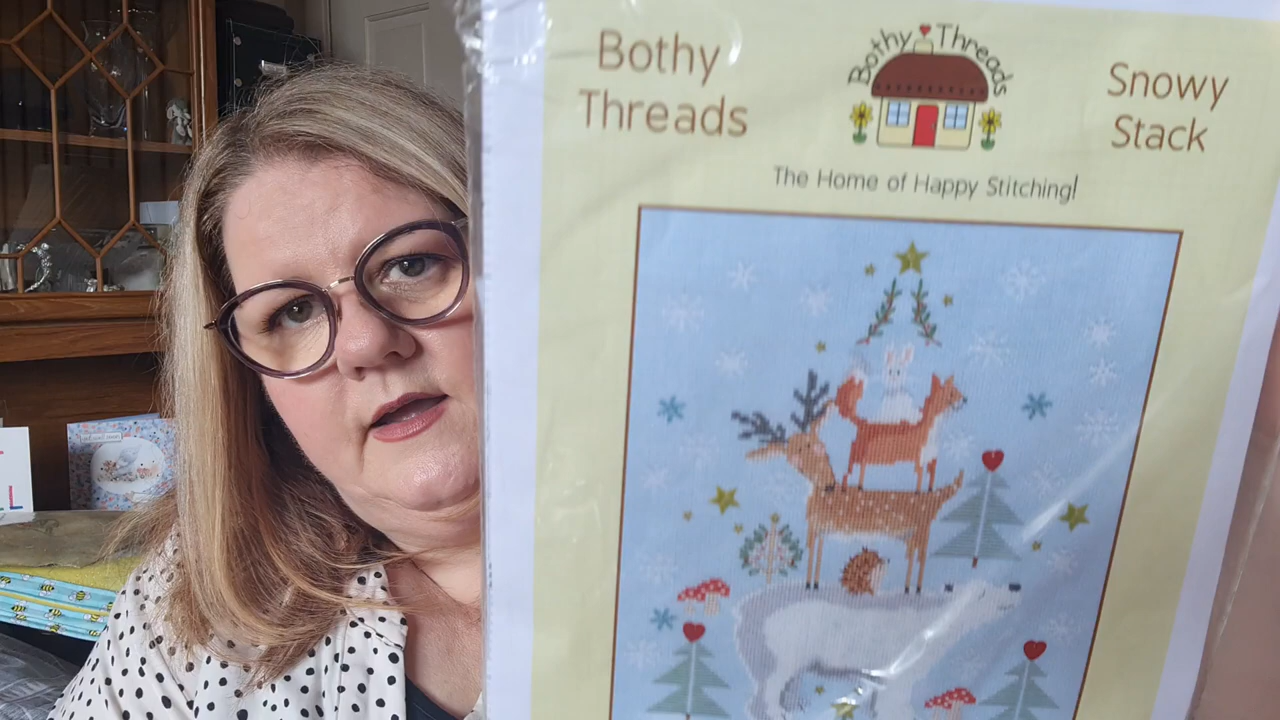 Bothy
Threads
Bothy Threads
The Home of Happy Stitching!
Snowy
Stack